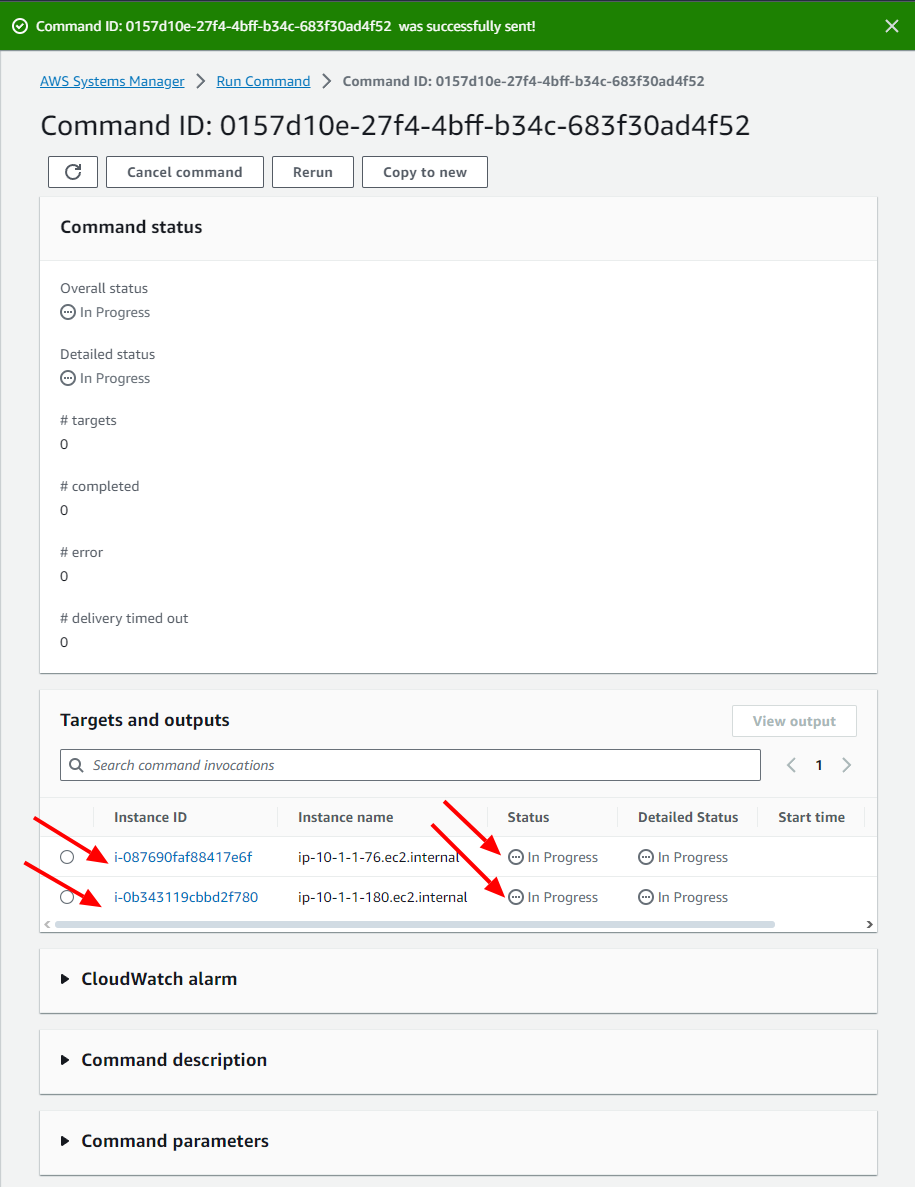 Command ID: 0157d10e-27f4-4bff-b34c-683f30ad4f52 was successfully sent!
AWS Systems Manager > Run Command > Command ID: 0157d10e-27f4-4bff-b34c-683f30ad4f52
Command ID: 0157d10e-27f4-4bff-b34c-683f30ad4f52
Cancel command Rerun Copy to new
Command status
Overall status
In Progress
Detailed status
In Progress
# targets
0
# completed
0
# error
0
# delivery timed out
0
Targets and outputs View output
Search command invocations 1
Instance ID Instance name Status Detailed Status Start time
i-087690faf88417e6f ip-10-1-1-76.ec2.internal In Progress In Progress
i-0b343119cbbd2f780 ip-10-1-1-180.ec2.internal In Progress In Progress
CloudWatch alarm
Command description
Command parameters